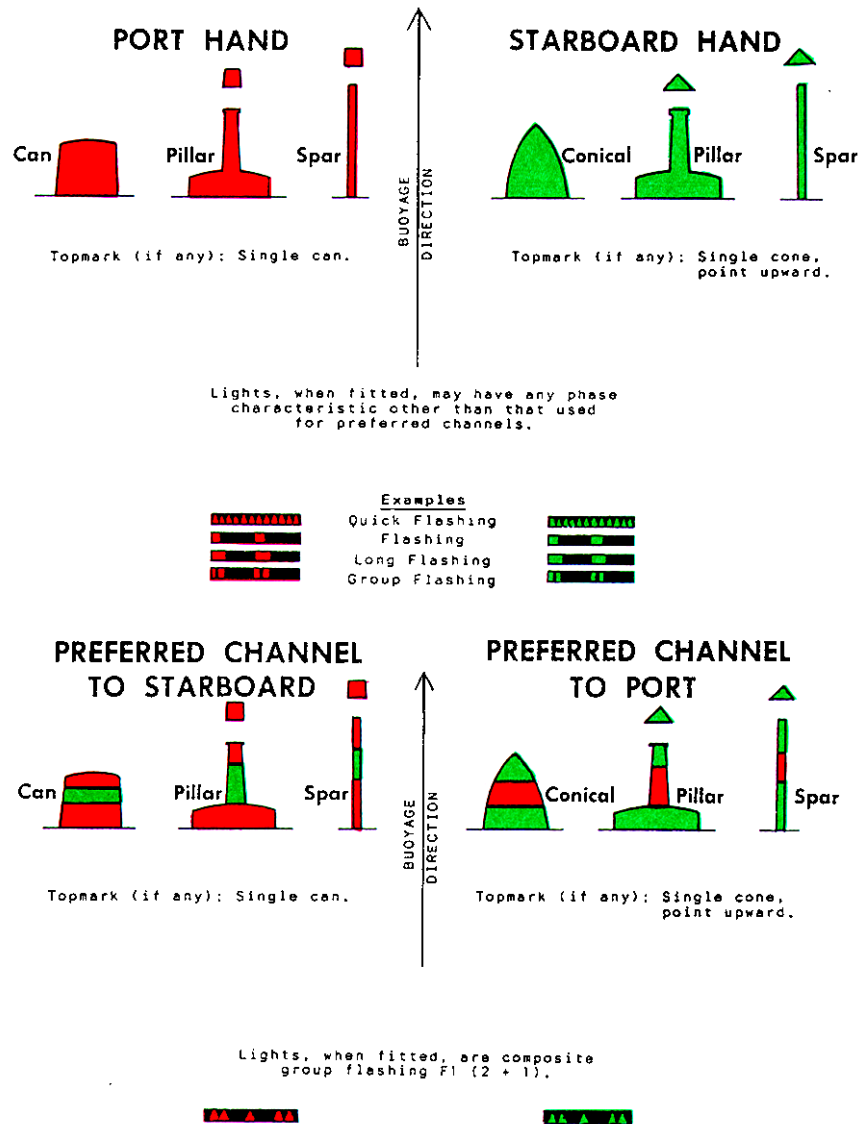 PORT HAND
STARBOARD HAND
Can
Pillar
Spar
Conical
Pillar
Spar
BUOYAGE
DIRECTION
Topmark (if any): Single can.
Topmark (if any): Single cone,
point upward.
Lights, when fitted, may have any phase
characteristic other than that used
for preferred channels.
Examples
Quick Flashing
Flashing
Long Flashing
Group Flashing
PREFERRED CHANNEL
TO STARBOARD
PREFERRED CHANNEL
TO PORT
Can
Pillar
Spar
Conical
Pillar
Spar
BUOYAGE
DIRECTION
Topmark (if any): Single can.
Topmark (if any): Single cone,
point upward.
Lights, when fitted, are composite
group flashing Fl (2 + 1).